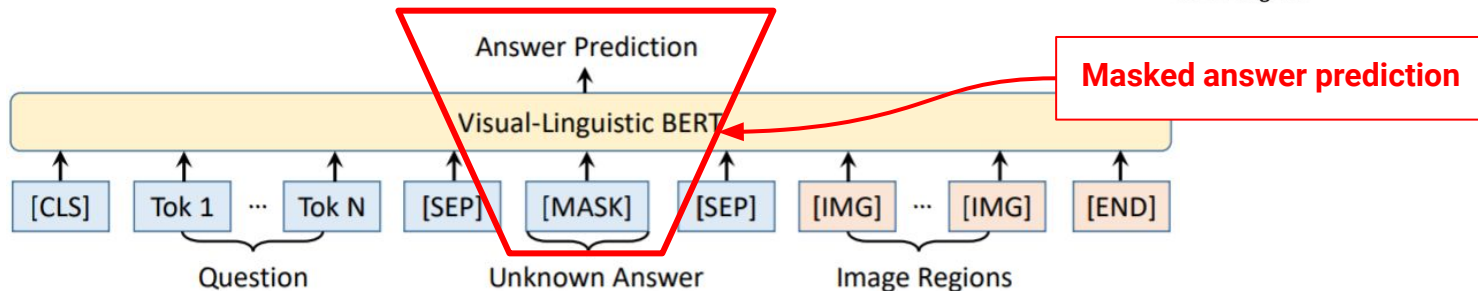 Answer Prediction
Masked answer prediction
Visual-Linguistic BERT
[CLS] Tok 1 ... Tok N [SEP] [MASK] [SEP] [IMG] ... [IMG] [END]
Question Unknown Answer Image Regions